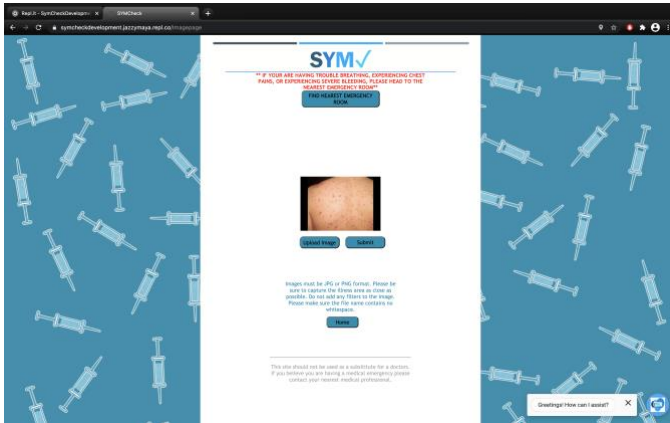 Repl.it - SymCheckDevelopme
SYMCheck
symcheckdevelopment.jazzymaya.repl.co/imagepage
SYM✓
** IF YOUR ARE HAVING TROUBLE BREATHING, EXPERIENCING CHEST
PAINS, OR EXPERIENCING SEVERE BLEEDING, PLEASE HEAD TO THE
NEAREST EMERGENCY ROOM**
FIND NEAREST EMERGENCY
ROOM
Upload Image Submit
Images must be JPG or PNG format. Please be
sure to capture the illness area as close as
possible. Do not add any filters to the image.
Please make sure the file name contains no
whitespace.
Home
This site should not be used as a substitute for a doctors.
If you believe you are having a medical emergency please
contact your nearest medical professional.
Greetings! How can I assist?